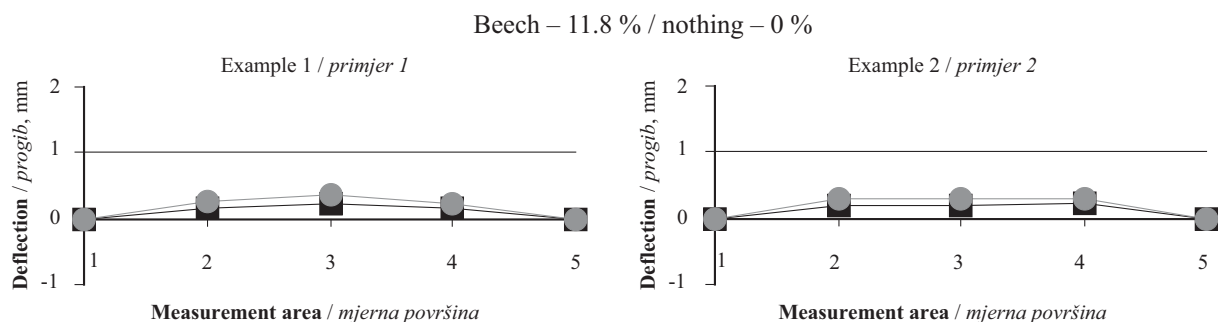 Beech – 11.8 % / nothing – 0 %
Example 1 / primjer 1
Deflection / progib, mm
2
1
0
-1
1 2 3 4 5
Measurement area / mjerna površina
Example 2 / primjer 2
Deflection / progib, mm
2
1
0
-1
1 2 3 4 5
Measurement area / mjerna površina